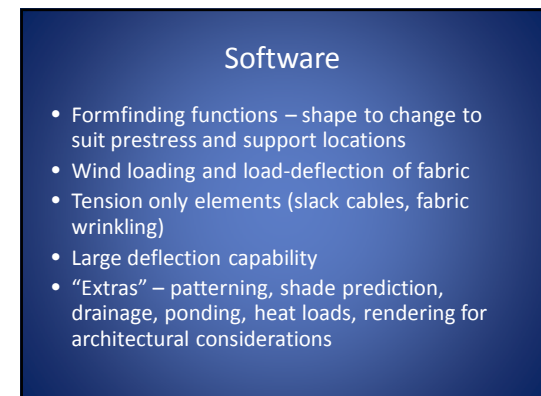 Software
• Formfinding functions – shape to change to
suit prestress and support locations
• Wind loading and load-deflection of fabric
• Tension only elements (slack cables, fabric
wrinkling)
• Large deflection capability
• “Extras” – patterning, shade prediction,
drainage, ponding, heat loads, rendering for
architectural considerations